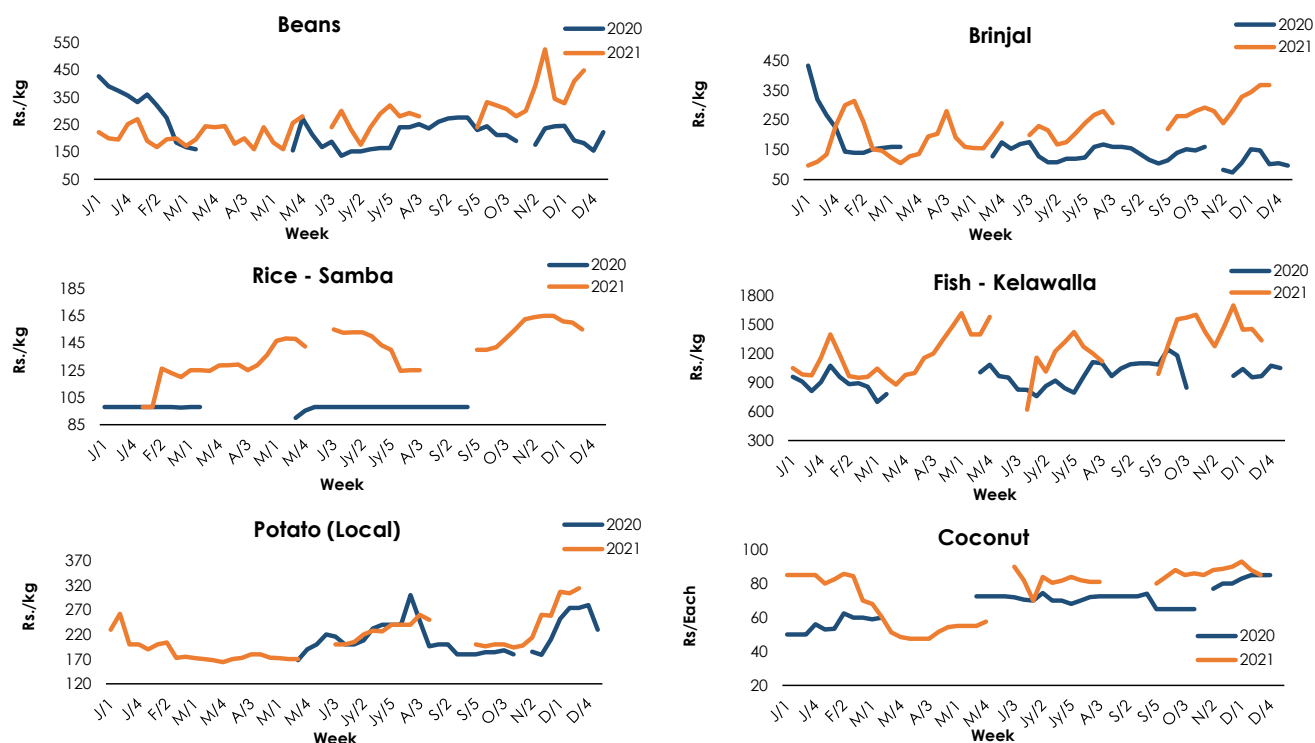 Beans
2020
2021
Rs./kg
550
450
350
250
150
50
J/1 J/4 F/2 M/1 M/4 A/3 M/1 M/4 J/3 Jy/2 Jy/5 A/3 S/2 S/5 O/3 N/2 D/1 D/4
Week
Brinjal
2020
2021
Rs./kg
450
350
250
150
50
J/1 J/4 F/2 M/1 M/4 A/3 M/1 M/4 J/3 Jy/2 Jy/5 A/3 S/2 S/5 O/3 N/2 D/1 D/4
Week
Rice - Samba
2020
2021
Rs./kg
185
165
145
125
105
85
J/1 J/4 F/2 M/1 M/4 A/3 M/1 M/4 J/3 Jy/2 Jy/5 A/3 S/2 S/5 O/3 N/2 D/1 D/4
Week
Fish - Kelawalla
2020
2021
Rs./kg
1800
1500
1200
900
600
300
J/1 J/4 F/2 M/1 M/4 A/3 M/1 M/4 J/3 Jy/2 Jy/5 A/3 S/2 S/5 O/3 N/2 D/1 D/4
Week
Potato (Local)
2020
2021
Rs./kg
370
320
270
220
170
120
J/1 J/4 F/2 M/1 M/4 A/3 M/1 M/4 J/3 Jy/2 Jy/5 A/3 S/2 S/5 O/3 N/2 D/1 D/4
Week
Coconut
Rs/Each
100
80
60
40
20
2020
2021
J/1 J/4 F/2 M/1 M/4 A/3 M/1 M/4 J/3 Jy/2 Jy/5 A/3 S/2 S/5 O/3 N/2 D/1 D/4
Week